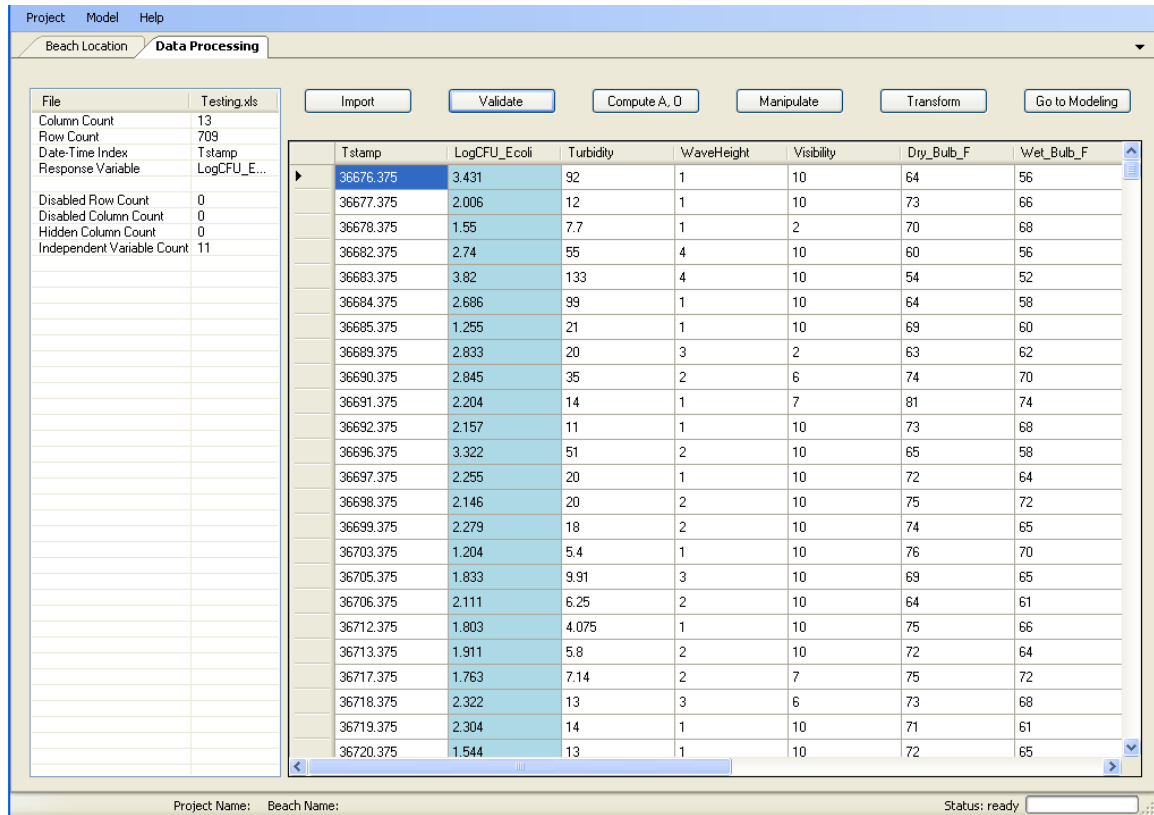 Project Model Help
Beach Location Data Processing
File Testing.xls
Column Count 13
Row Count 709
Date-Time Index Tstamp
Response Variable LogCFU_E...
Disabled Row Count 0
Disabled Column Count 0
Hidden Column Count 0
Independent Variable Count 11
Import Validate Compute A, O Manipulate Transform Go to Modeling
Tstamp LogCFU_Ecoli Turbidity WaveHeight Visibility Dry_Bulb_F Wet_Bulb_F
36676.375 3.431 92 1 10 64 56
36677.375 2.006 12 1 10 73 66
36678.375 1.55 7.7 1 2 70 68
36682.375 2.74 55 4 10 60 56
36683.375 3.82 133 4 10 54 52
36684.375 2.686 99 1 10 64 58
36685.375 1.255 21 1 10 69 60
36689.375 2.833 20 3 2 63 62
36690.375 2.845 35 2 6 74 70
36691.375 2.204 14 1 7 81 74
36692.375 2.157 11 1 10 73 68
36696.375 3.322 51 2 10 65 58
36697.375 2.255 20 1 10 72 64
36698.375 2.146 20 2 10 75 72
36699.375 2.279 18 2 10 74 65
36703.375 1.204 5.4 1 10 76 70
36705.375 1.833 9.91 3 10 69 65
36706.375 2.111 6.25 2 10 64 61
36712.375 1.803 4.075 1 10 75 66
36713.375 1.911 5.8 2 10 72 64
36717.375 1.763 7.14 2 7 75 72
36718.375 2.322 13 3 6 73 68
36719.375 2.304 14 1 10 71 61
36720.375 1.544 13 1 10 72 65
Project Name: Beach Name: Status: ready